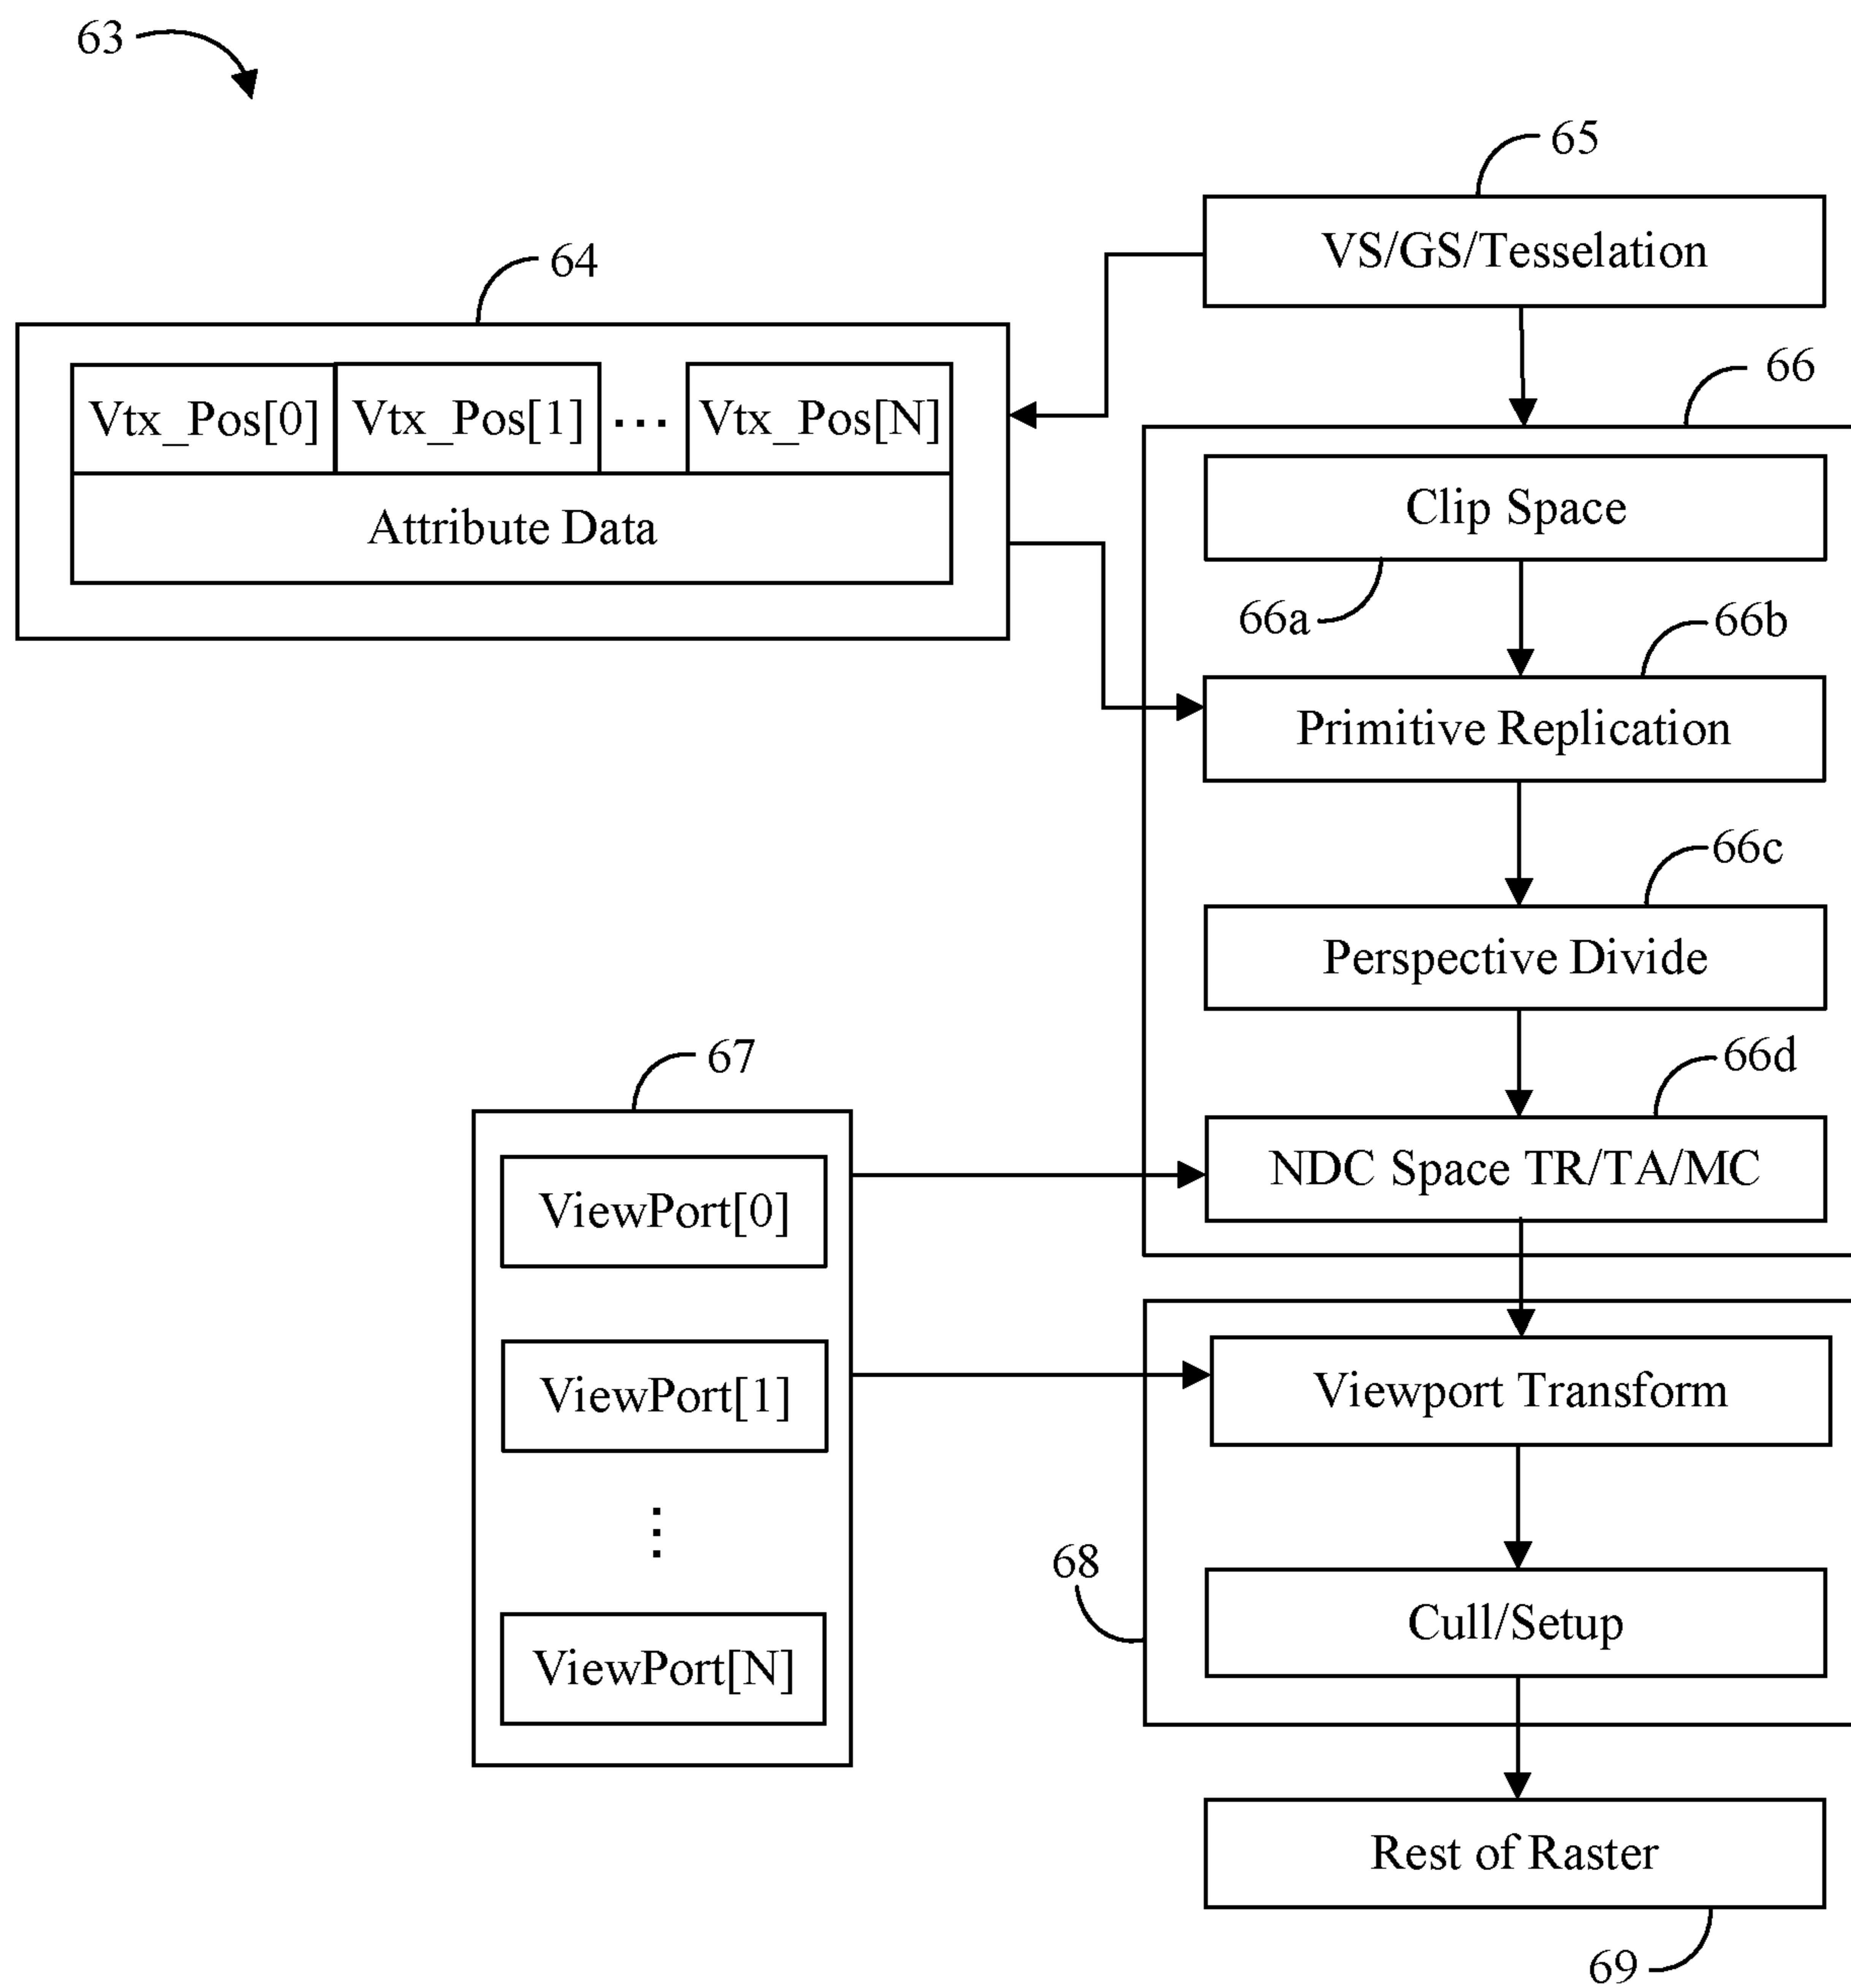 63
65
VS/GS/Tesselation
64
66
Vtx_Pos[0] Vtx_Pos[1] ... Vtx_Pos[N]
Attribute Data
Clip Space
66a
66b
Primitive Replication
66c
Perspective Divide
66d
67
NDC Space TR/TA/MC
ViewPort[0]
Viewport Transform
ViewPort[1]
⋮
68
Cull/Setup
ViewPort[N]
Rest of Raster
69